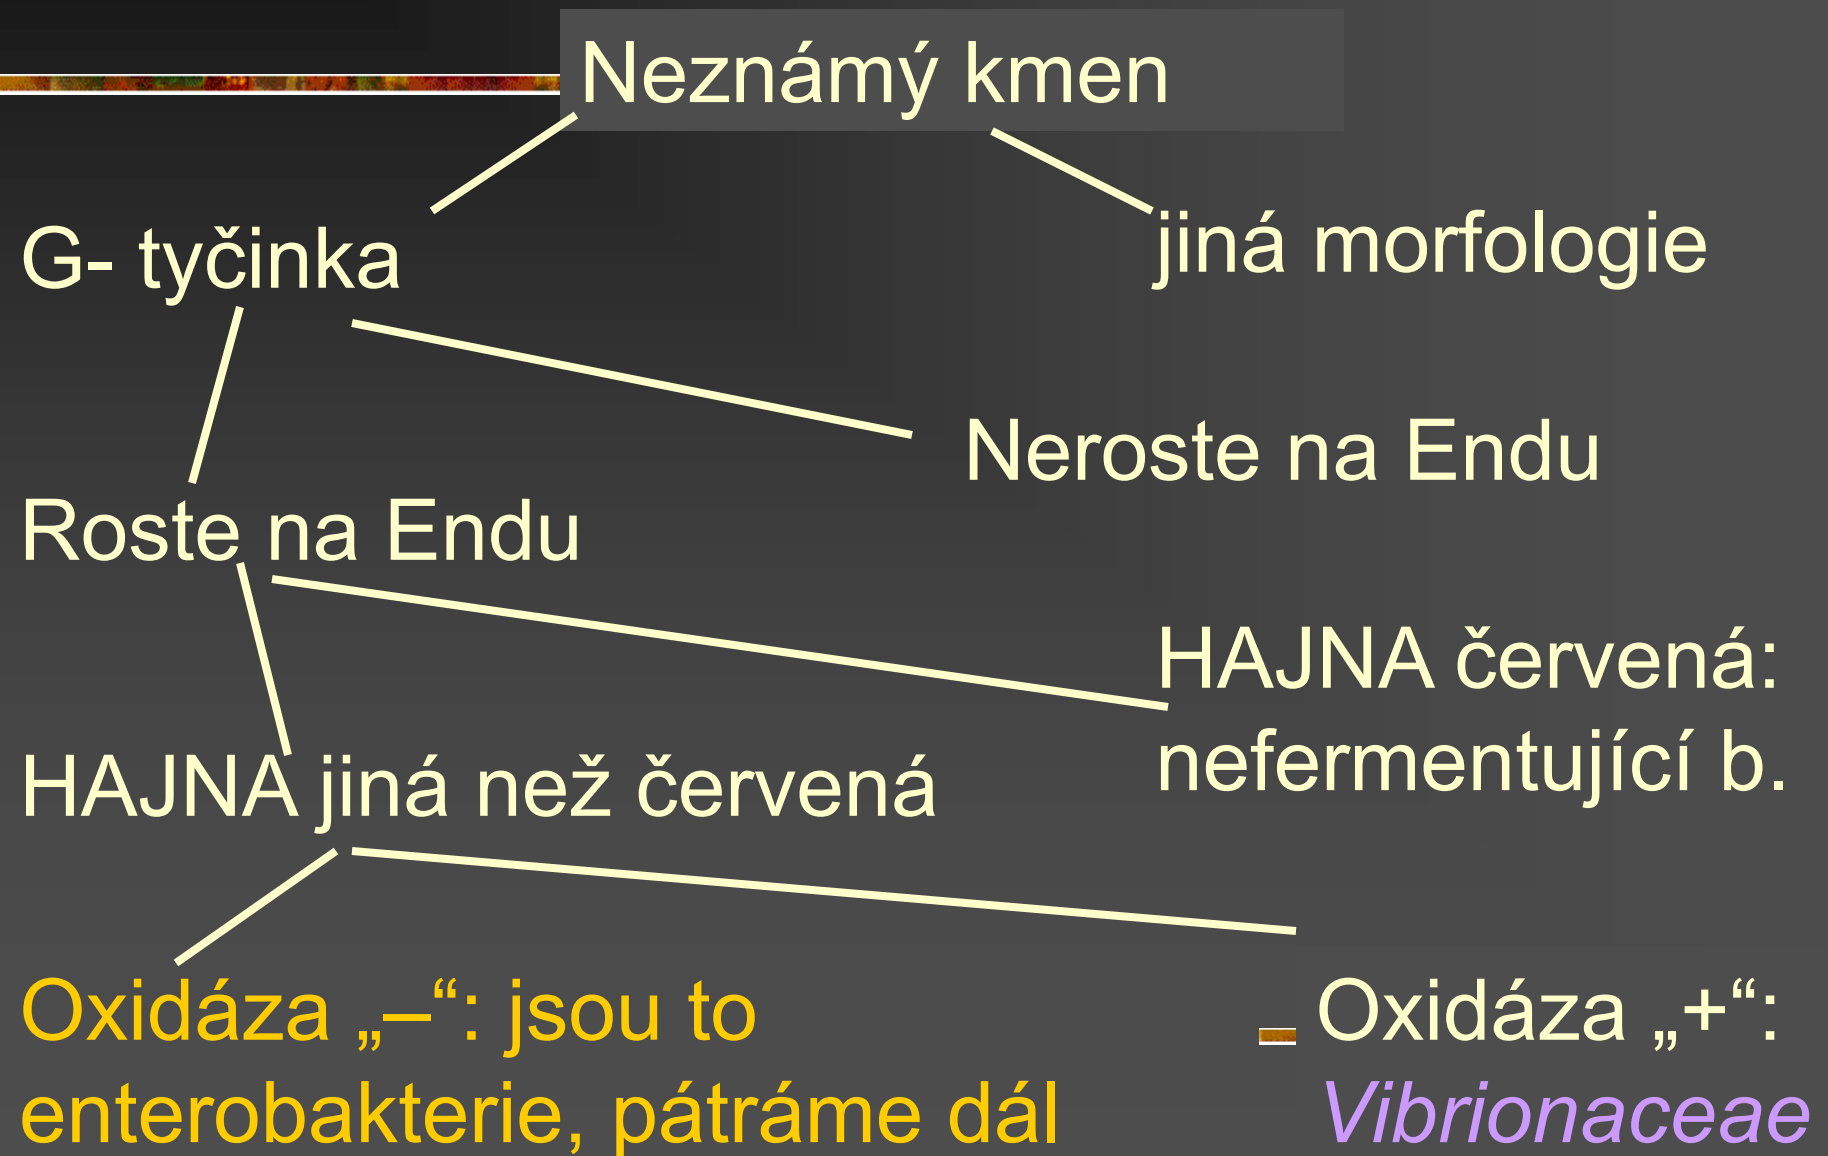 Neznámý kmen
G- tyčinka
jiná morfologie
Neroste na Endu
Roste na Endu
HAJNA červená:
nefermentující b.
HAJNA jiná než červená
Oxidáza „–“: jsou to
enterobakterie, pátráme dál
Oxidáza „+“:
Vibrionaceae